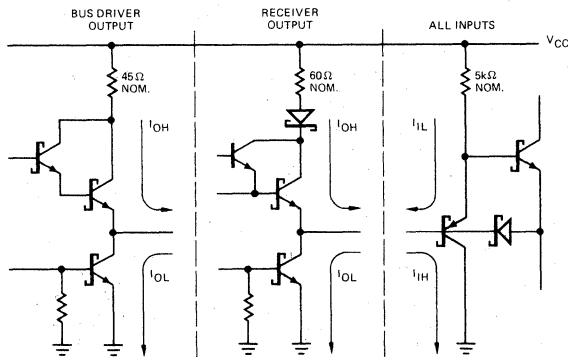 BUS DRIVER
OUTPUT
RECEIVER
OUTPUT
ALL INPUTS
VCC
45Ω
NOM.
60Ω
NOM.
5kΩ
NOM.
IOH
IOH
IIL
IOL
IOL
IIH